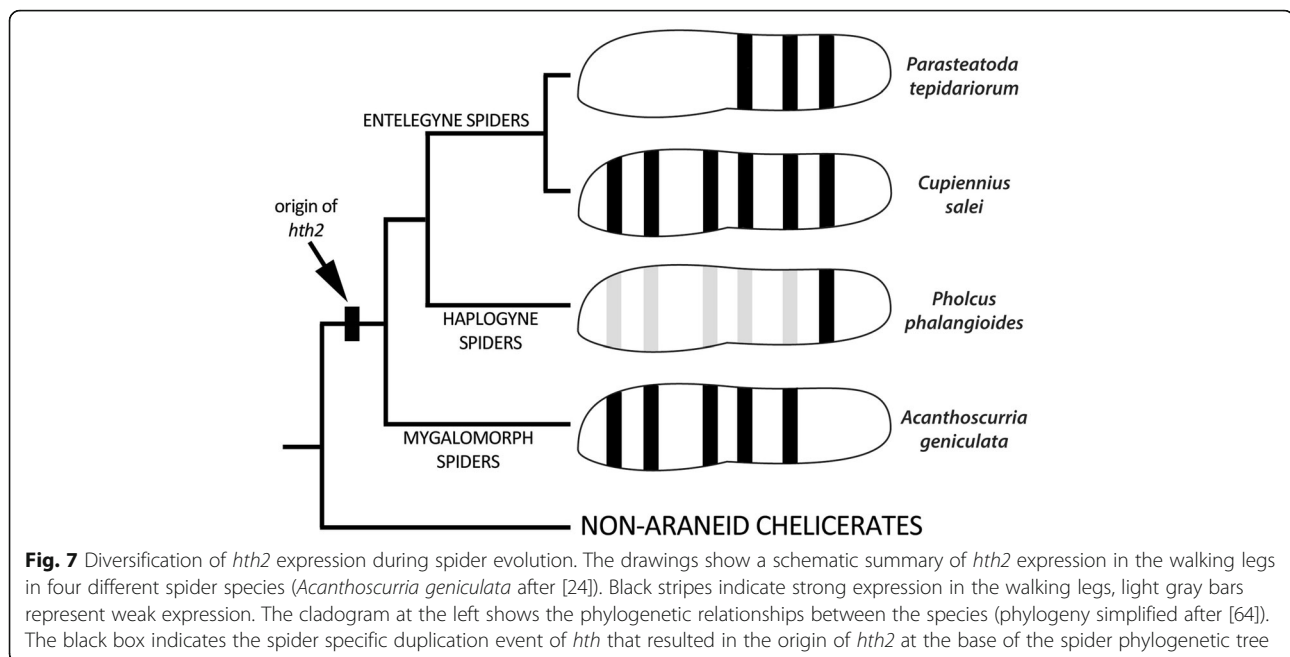 Parasteatoda
tepidariorum
ENTELEGYNE SPIDERS
Cupiennius
salei
origin of
hth2
Pholcus
phalangioides
HAPLOGYNE
SPIDERS
Acanthoscurria
geniculata
MYGALOMORPH
SPIDERS
NON-ARANEID CHELICERATES
Fig. 7 Diversification of hth2 expression during spider evolution. The drawings show a schematic summary of hth2 expression in the walking legs
in four different spider species (Acanthoscurria geniculata after [24]). Black stripes indicate strong expression in the walking legs, light gray bars
represent weak expression. The cladogram at the left shows the phylogenetic relationships between the species (phylogeny simplified after [64]).
The black box indicates the spider specific duplication event of hth that resulted in the origin of hth2 at the base of the spider phylogenetic tree